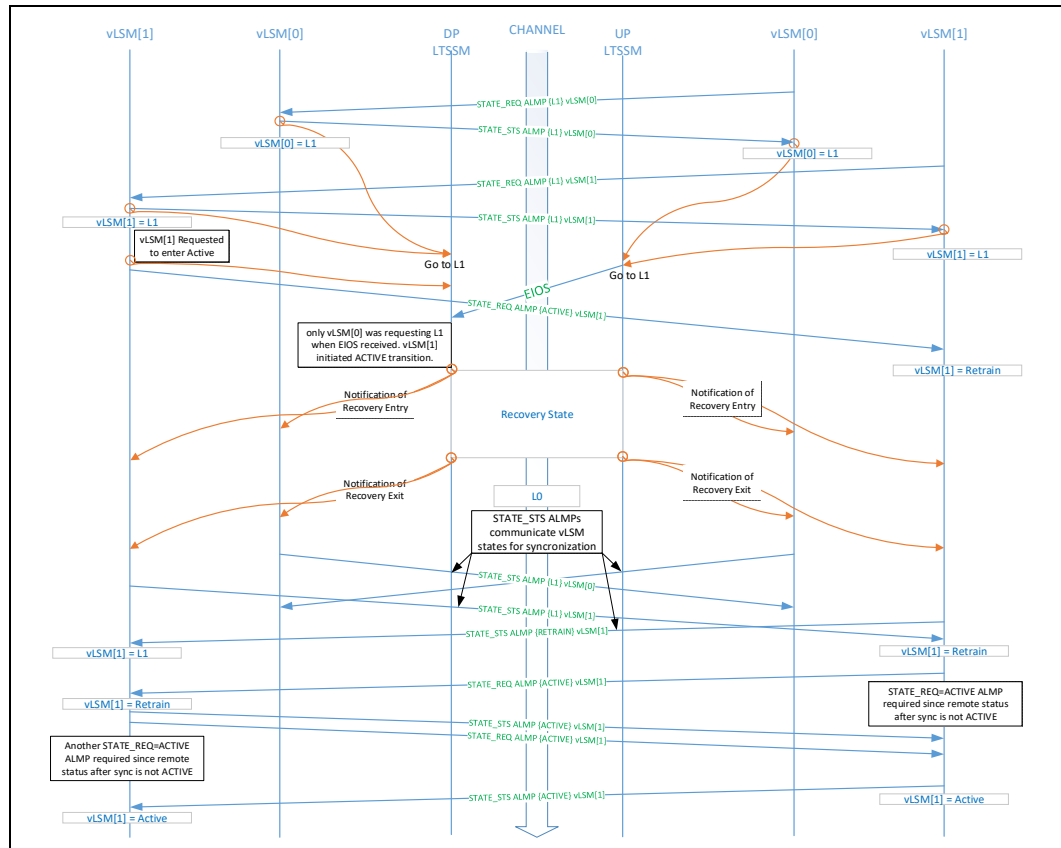 vLSM[1]
vLSM[0]
DP
LTSSM
CHANNEL
UP
LTSSM
vLSM[0]
vLSM[1]
STATE_REQ ALMP {L1} vLSM[0]
STATE_STS ALMP {L1} vLSM[0]
vLSM[0] = L1
vLSM[0] = L1
STATE_REQ ALMP {L1} vLSM[1]
STATE_STS ALMP {L1} vLSM[1]
vLSM[1] = L1
vLSM[1] Requested
to enter Active
vLSM[1] = L1
Go to L1
Go to L1
EIOS
STATE_REQ ALMP {ACTIVE} vLSM[1]
only vLSM[0] was requesting L1
when EIOS received. vLSM[1]
initiated ACTIVE transition.
vLSM[1] = Retrain
Notification of
Recovery Entry
Recovery State
Notification of
Recovery Entry
Notification of
Recovery Exit
Notification of
Recovery Exit
L0
STATE_STS ALMPs
communicate vLSM
states for syncronization
STATE_STS ALMP {L1} vLSM[0]
STATE_STS ALMP {L1} vLSM[1]
STATE_STS ALMP {RETRAIN} vLSM[1]
vLSM[1] = L1
vLSM[1] = Retrain
STATE_REQ ALMP {ACTIVE} vLSM[1]
vLSM[1] = Retrain
STATE_REQ=ACTIVE ALMP
required since remote status
after sync is not ACTIVE
STATE_STS ALMP {ACTIVE} vLSM[1]
STATE_REQ ALMP {ACTIVE} vLSM[1]
Another STATE_REQ=ACTIVE
ALMP required since remote
status after sync is not ACTIVE
STATE_STS ALMP {ACTIVE} vLSM[1]
vLSM[1] = Active
vLSM[1] = Active